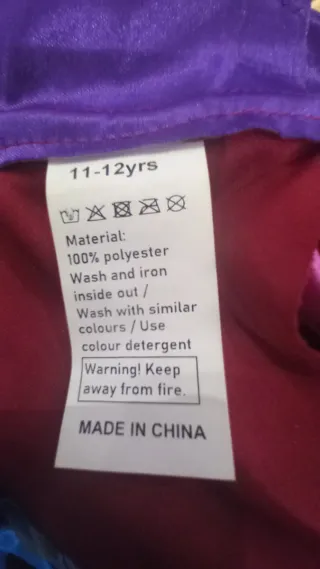 11-12yrs
Material:
100% polyester
Wash and iron
inside out /
Wash with similar
colours / Use
colour detergent
Warning! Keep
away from fire.
MADE IN CHINA